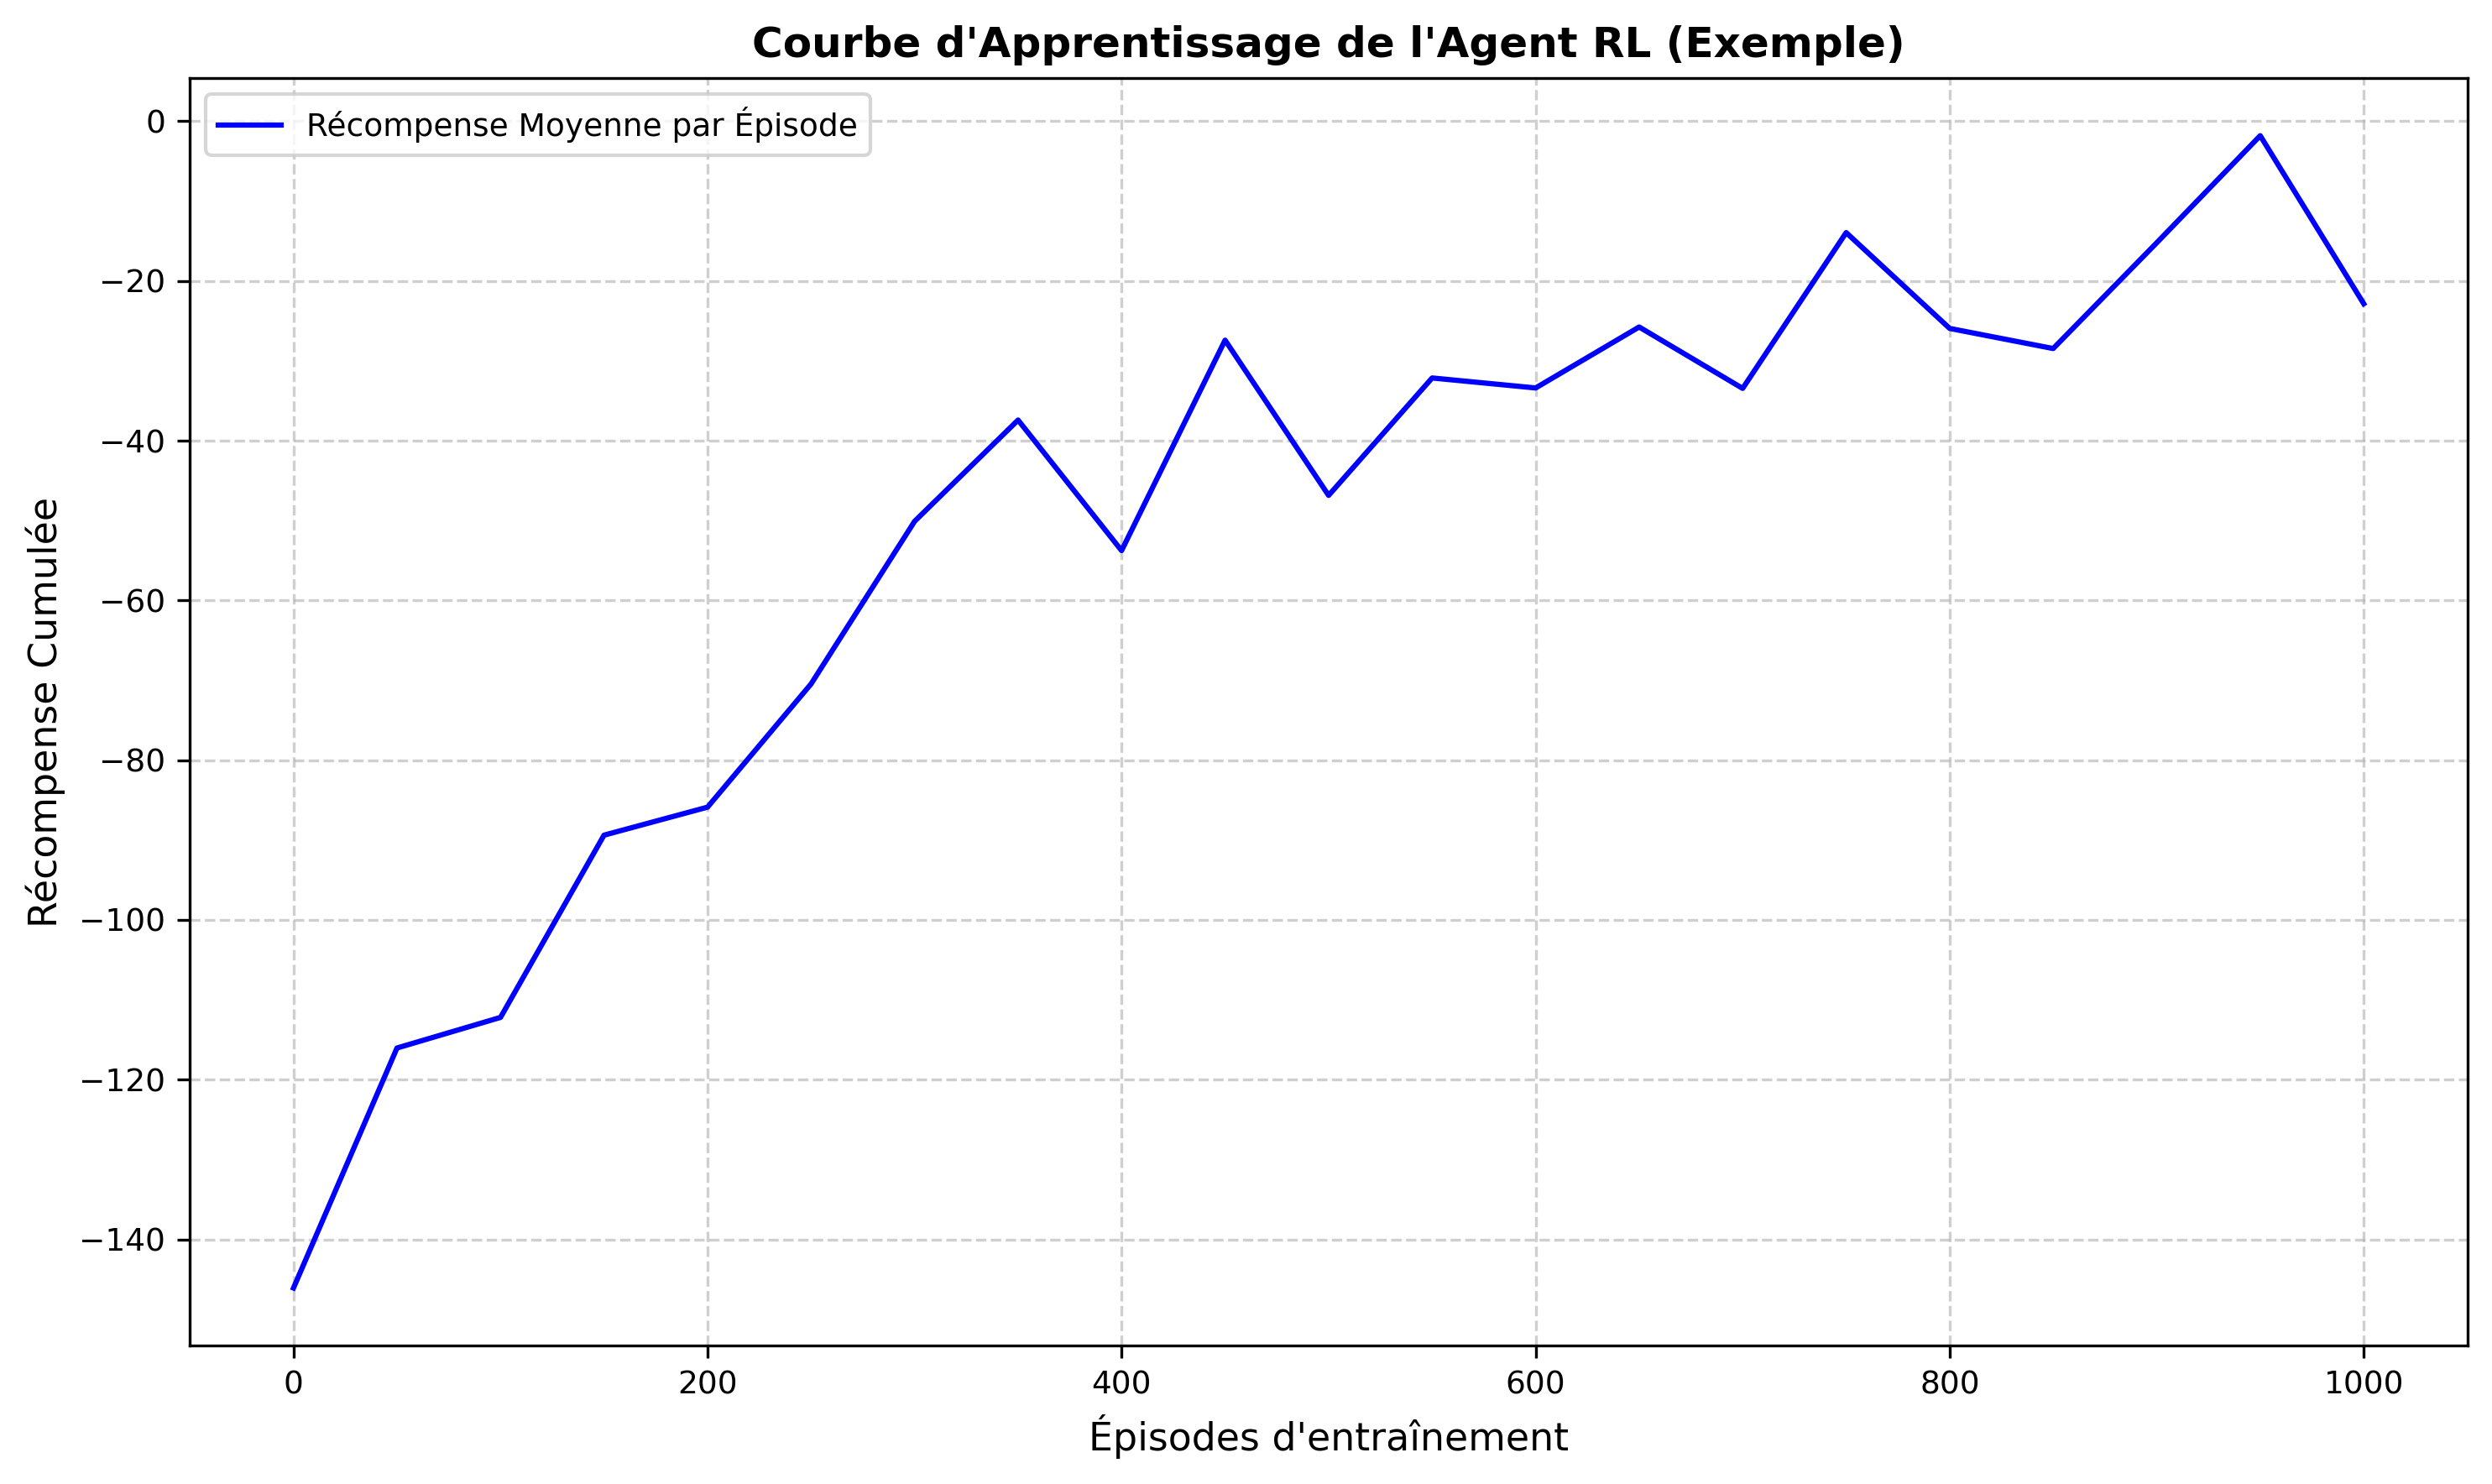 Courbe d'Apprentissage de l'Agent RL (Exemple)
Récompense Moyenne par Épisode
Récompense Cumulée
0
−20
−40
−60
−80
−100
−120
−140
0 200 400 600 800 1000
Épisodes d'entraînement